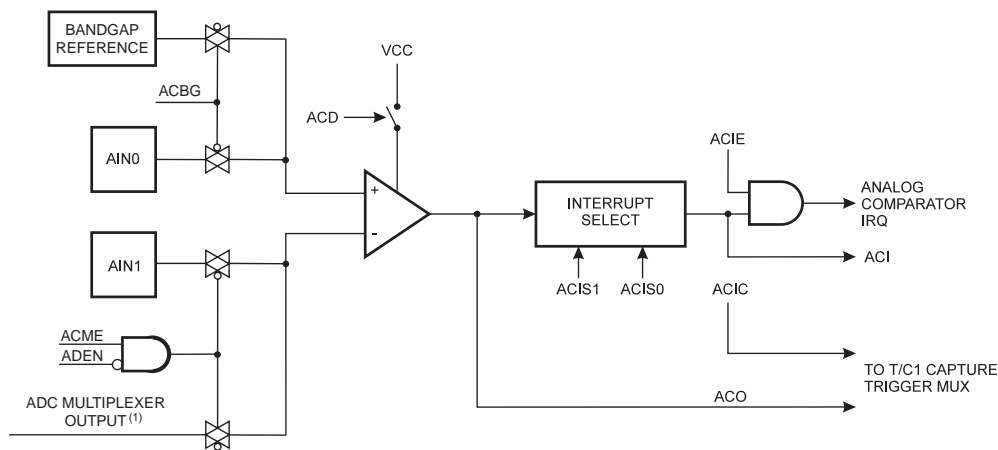 BANDGAP
REFERENCE
ACBG
AIN0
AIN1
ACME
ADEN
ADC MULTIPLEXER
OUTPUT (1)
VCC
ACD
+
-
INTERRUPT
SELECT
ACIS1
ACIS0
ACIE
ANALOG
COMPARATOR
IRQ
ACI
ACIC
TO T/C1 CAPTURE
TRIGGER MUX
ACO